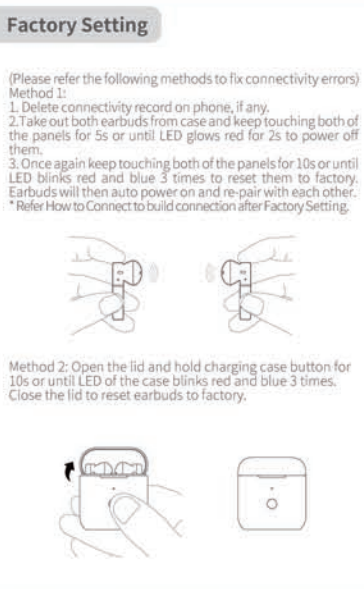 Factory Setting
(Please refer the following methods to fix connectivity errors)
Method 1:
1. Delete connectivity record on phone, if any.
2.Take out both earbuds from case and keep touching both of
the panels for 5s or until LED glows red for 2s to power off
them.
3. Once again keep touching both of the panels for 10s or until
LED blinks red and blue 3 times to reset them to factory.
Earbuds will then auto power on and re-pair with each other.
* Refer How to Connect to build connection after Factory Setting.
Method 2: Open the lid and hold charging case button for
10s or until LED of the case blinks red and blue 3 times.
Close the lid to reset earbuds to factory.